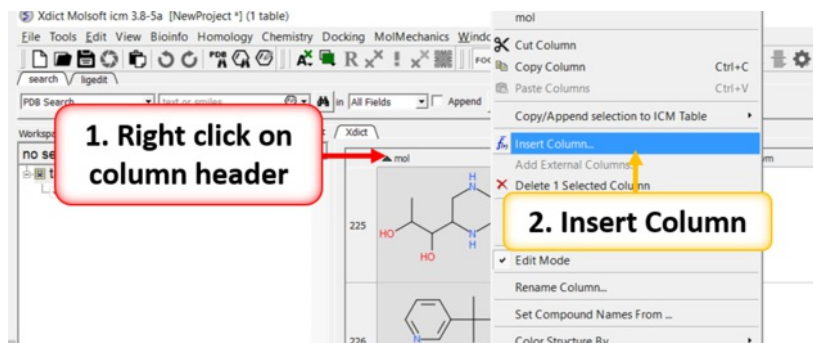 Xdict Molsoft icm 3.8-5a [NewProject *] (1 table)
File Tools Edit View Bioinfo Homology Chemistry Docking MolMechanics
search
ligedit
PDB Search
text or smiles
in
All Fields
Append
Xdict
1. Right click on
column header
mol
225
HO
HO
H
N
N
H
226
N
mol
Cut Column
Copy Column Ctrl+C
Paste Columns Ctrl+V
Copy/Append selection to ICM Table
Insert Column...
Add External Columns
Delete 1 Selected Column
2. Insert Column
Edit Mode
Rename Column...
Set Compound Names From ...
Color Structure By